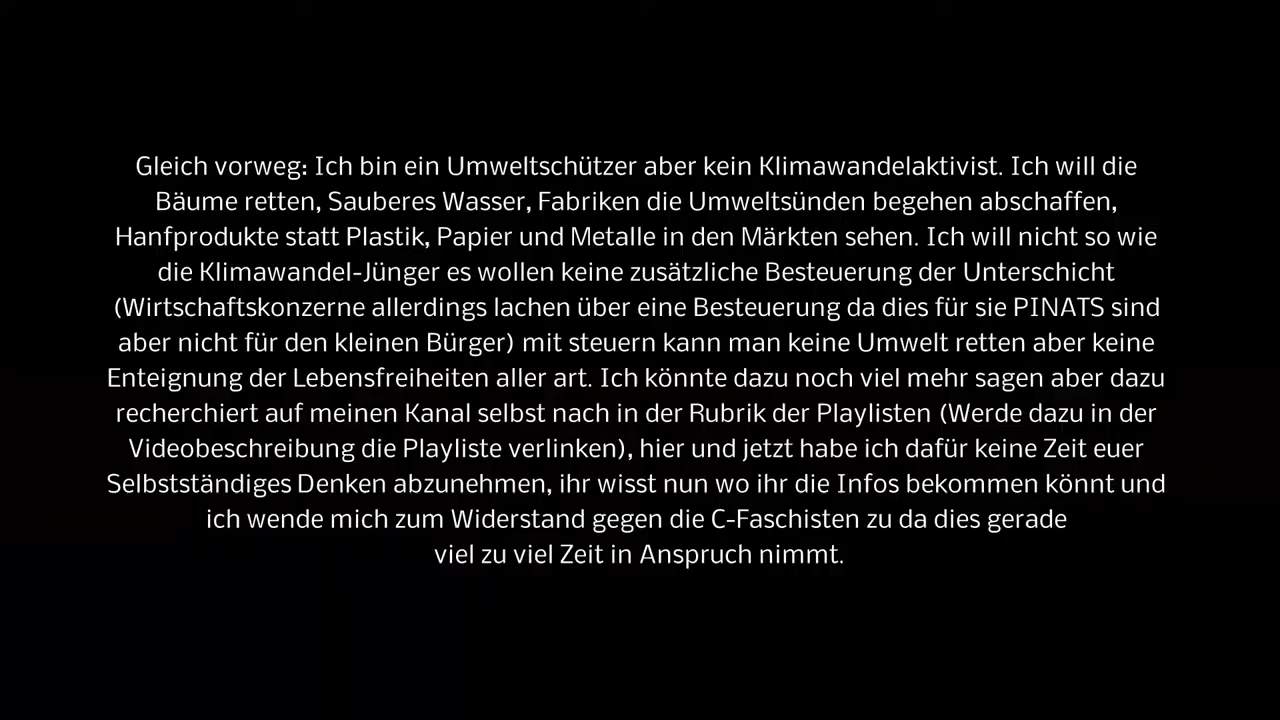 Gleich vorweg: Ich bin ein Umweltschützer aber kein Klimawandelaktivist. Ich will die
Bäume retten, Sauberes Wasser, Fabriken die Umweltsünden begehen abschaffen,
Hanfprodukte statt Plastik, Papier und Metalle in den Märkten sehen. Ich will nicht so wie
die Klimawandel-Jünger es wollen keine zusätzliche Besteuerung der Unterschicht
(Wirtschaftskonzerne allerdings lachen über eine Besteuerung da dies für sie PINATS sind
aber nicht für den kleinen Bürger) mit steuern kann man keine Umwelt retten aber keine
Enteignung der Lebensfreiheiten aller art. Ich könnte dazu noch viel mehr sagen aber dazu
recherchiert auf meinen Kanal selbst nach in der Rubrik der Playlisten (Werde dazu in der
Videobeschreibung die Playliste verlinken), hier und jetzt habe ich dafür keine Zeit euer
Selbstständiges Denken abzunehmen, ihr wisst nun wo ihr die Infos bekommen könnt und
ich wende mich zum Widerstand gegen die C-Faschisten zu da dies gerade
viel zu viel Zeit in Anspruch nimmt.